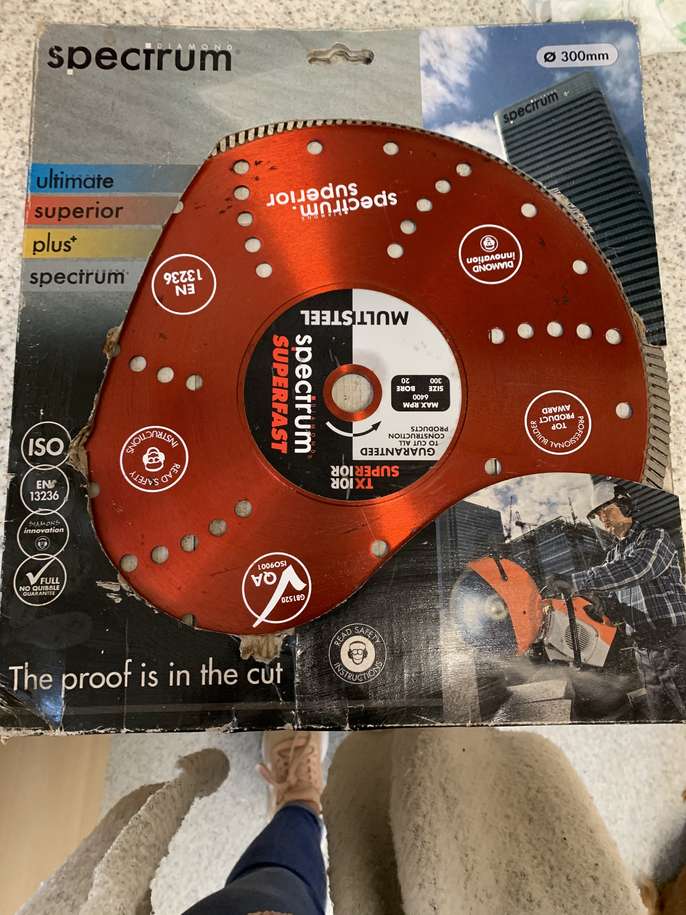 DIAMOND
spectrum
Ø 300mm
spectrum
ultimate
superior
plus+
spectrum
ISO
EN
13236
DIAMOND
innovation
FULL
NO QUIBBLE
GUARANTEE
The proof is in the cut
READ SAFETY
INSTRUCTIONS
spectrum
superior
DIAMOND
innovation
EN
13236
READ SAFETY
INSTRUCTIONS
PROFESSIONAL BUILDER
TOP
PRODUCT
AWARD
QA
GB1520
ISO9001
MULTISTEEL
spectrum
SUPERFAST
SIZE BORE
300 20
MAX RPM
6400
GUARANTEED
TO CUT ALL
CONSTRUCTION
PRODUCTS
TX10R
SUPERIOR